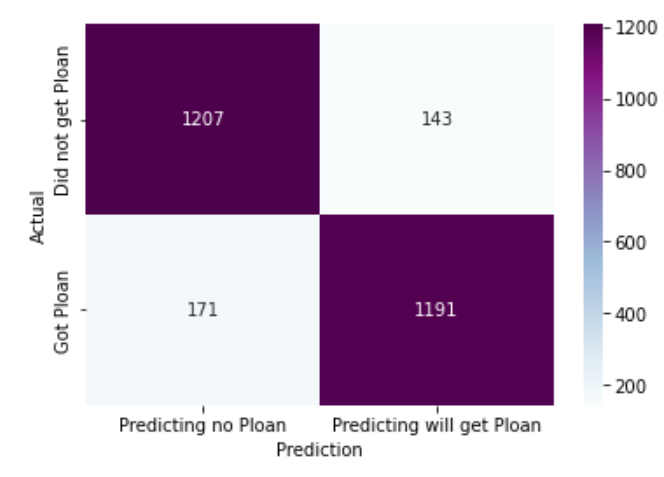 1200
1000
800
600
400
200
Actual
Did not get Ploan
Got Ploan
1207 143
171 1191
Predicting no Ploan Predicting will get Ploan
Prediction